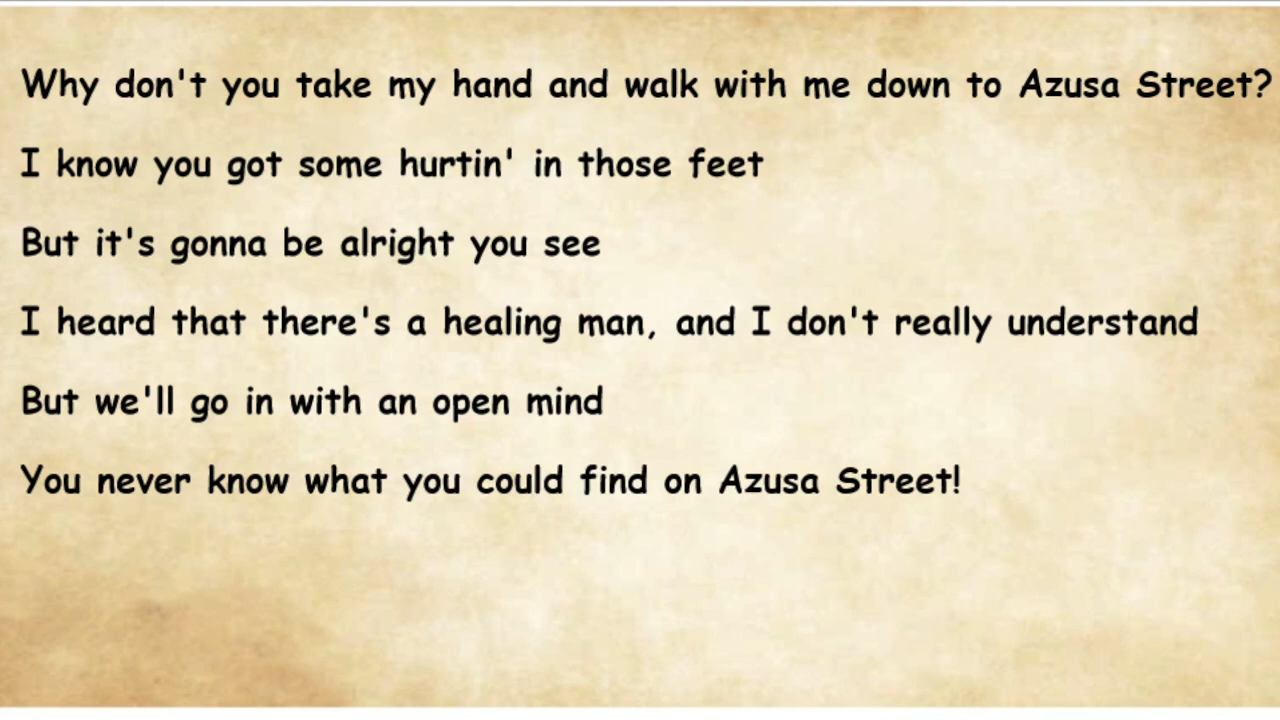 Why don't you take my hand and walk with me down to Azusa Street?
I know you got some hurtin' in those feet
But it's gonna be alright you see
I heard that there's a healing man, and I don't really understand
But we'll go in with an open mind
You never know what you could find on Azusa Street!